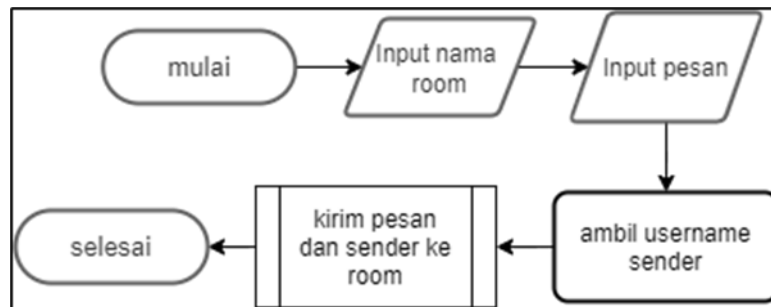 mulai
Input nama
room
Input pesan
ambil username
sender
kirim pesan
dan sender ke
room
selesai